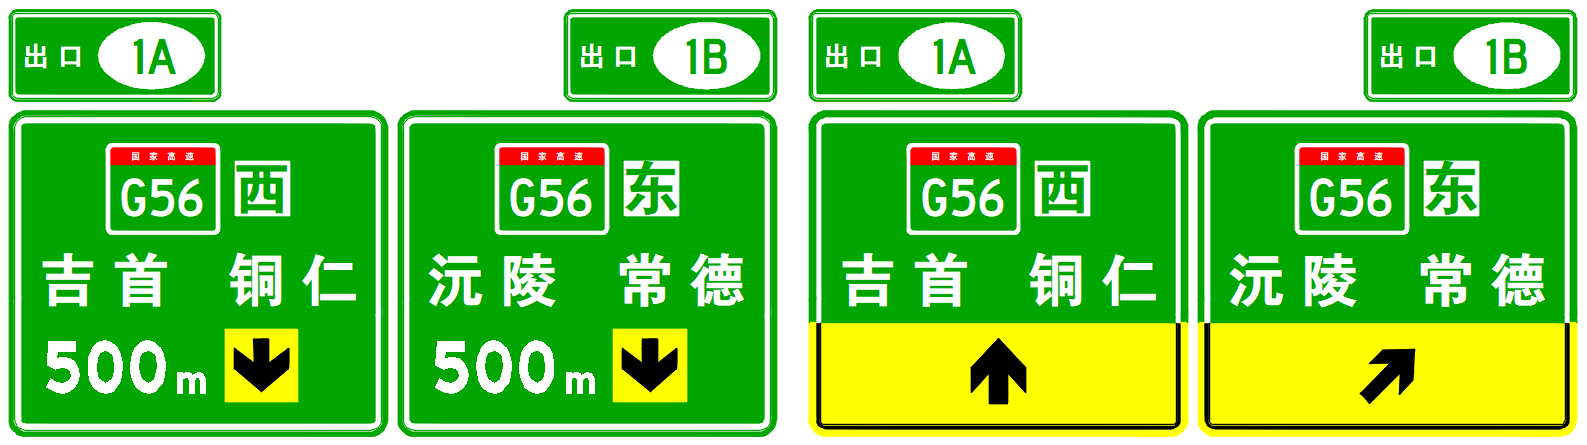 出口 1A
国家高速
G56 西
吉首 铜仁
500m
出口 1B
国家高速
G56 东
沅陵 常德
500m
出口 1A
国家高速
G56 西
吉首 铜仁
出口 1B
国家高速
G56 东
沅陵 常德